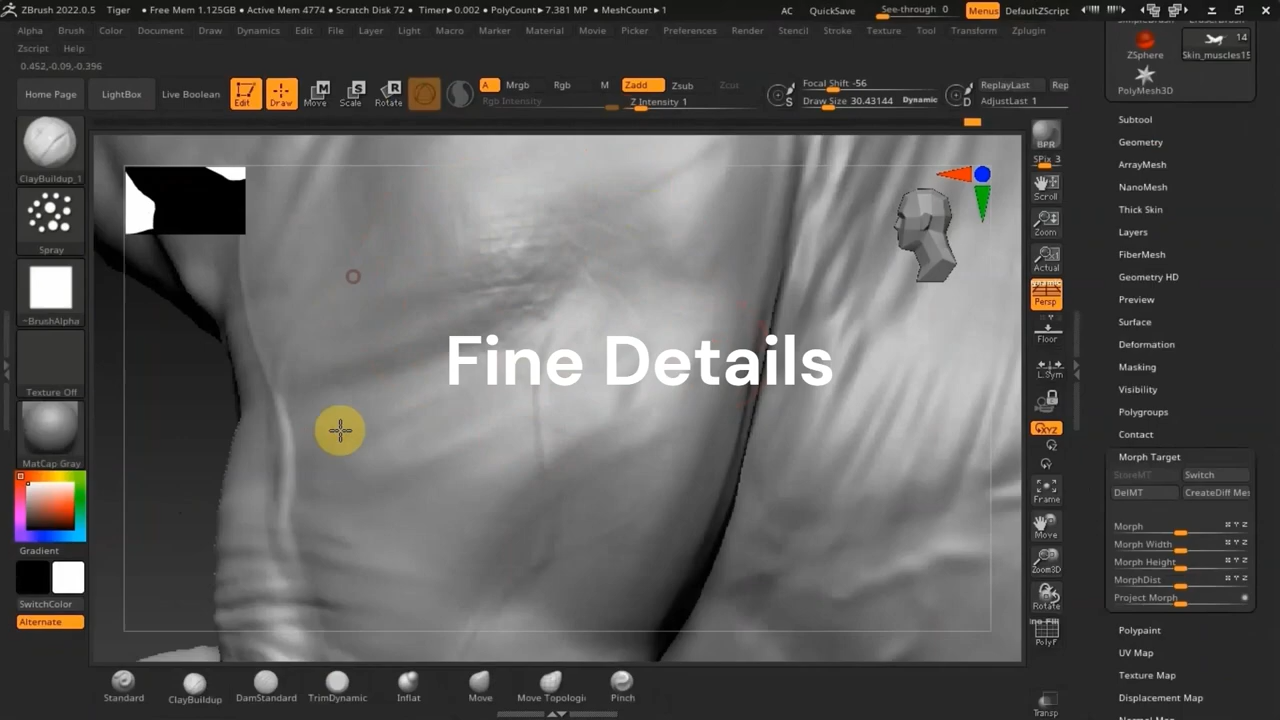 ZBrush 2022.0.5 Tiger • Free Mem 1.125GB • Active Mem 4774 • Scratch Disk 72 • Timer▶0.002 • PolyCount▶7.381 MP • MeshCount▶1
AC QuickSave See-through 0 Menus DefaultZScript
Alpha Brush Color Document Draw Dynamics Edit File Layer Light Macro Marker Material Movie Picker Preferences Render Stencil Stroke Texture Tool Transform Zplugin
Zscript Help
0.452,-0.09,-0.396
Home Page LightBox Live Boolean Edit Draw Move Scale Rotate
A Mrgb Rgb M Zadd Zsub Zcut
Rgb Intensity Z Intensity 1
Focal Shift -56
Draw Size 30.43144 Dynamic
ReplayLast Rep
AdjustLast 1
S
D
ClayBuildup_1
Spray
~BrushAlpha
Texture Off
MatCap Gray
Gradient
SwitchColor
Alternate
Fine Details
BPR
SPix 3
Scroll
Zoom
Actual
Persp
Floor
L.Sym
XYZ
Frame
Move
Zoom3D
Rotate
PolyF
Transp
ZSphere
14
Skin_muscles15
PolyMesh3D
Subtool
Geometry
ArrayMesh
NanoMesh
Thick Skin
Layers
FiberMesh
Geometry HD
Preview
Surface
Deformation
Masking
Visibility
Polygroups
Contact
Morph Target
StoreMT Switch
DelMT CreateDiff Mes
Morph X Y Z
Morph Width X Y Z
Morph Height X Y Z
MorphDist X Y Z
Project Morph
Polypaint
UV Map
Texture Map
Displacement Map
Standard ClayBuildup DamStandard TrimDynamic Inflat Move Move Topologic Pinch